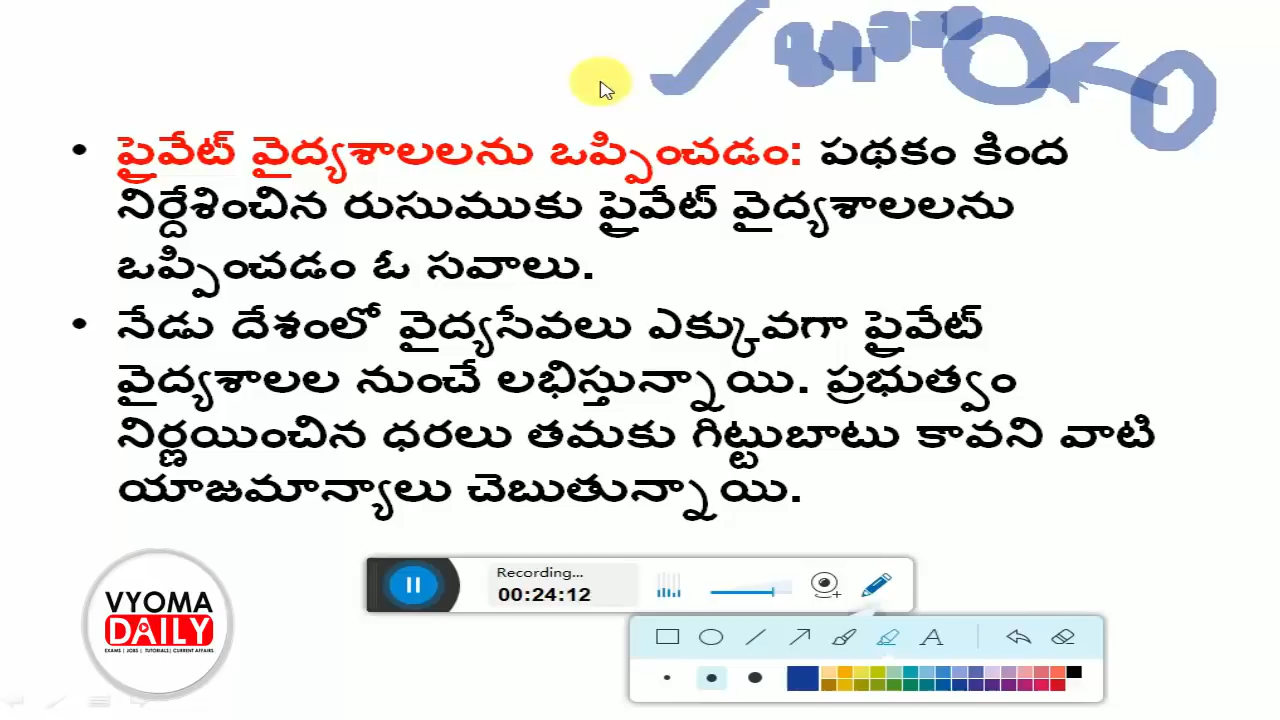 • ప్రైవేట్ వైద్యశాలలను ఒప్పించడం: పథకం కింద
నిర్దేశించిన రుసుముకు ప్రైవేట్ వైద్యశాలలను
ఒప్పించడం ఓ సవాలు.
• నేడు దేశంలో వైద్యసేవలు ఎక్కువగా ప్రైవేట్
వైద్యశాలల నుంచే లభిస్తున్నాయి. ప్రభుత్వం
నిర్ణయించిన ధరలు తమకు గిట్టుబాటు కావని వాటి
యాజమాన్యాలు చెబుతున్నాయి.
Recording...
00:24:12
VYOMA
DAILY
EXAMS | JOBS | TUTORIALS| CURRENT AFFAIRS
A